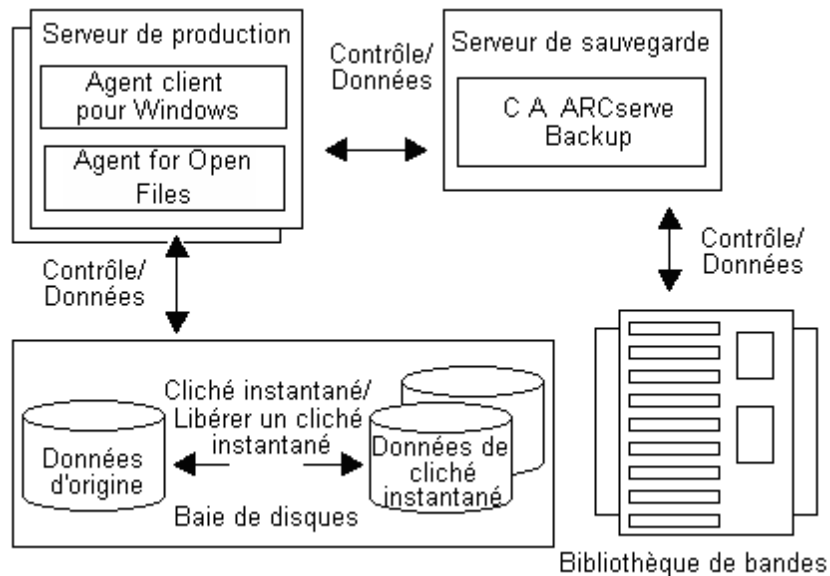 Serveur de production
Agent client
pour Windows
Agent for Open
Files
Contrôle/
Données
Serveur de sauvegarde
C A ARCserve
Backup
Contrôle/
Données
Contrôle/
Données
Cliché instantané/
Libérer un cliché
instantané
Données
d'origine
Données de
cliché
instantané
Baie de disques
Bibliothèque de bandes